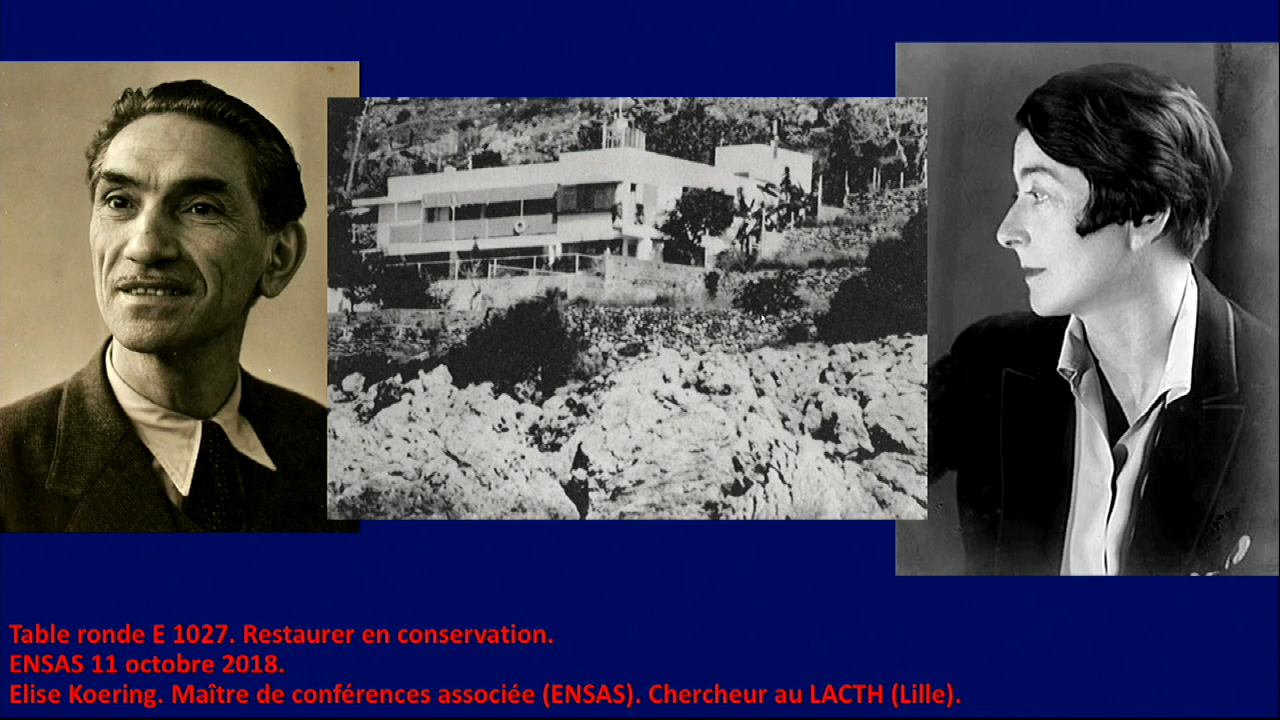 Table ronde E 1027. Restaurer en conservation.
ENSAS 11 octobre 2018.
Elise Koering. Maître de conférences associée (ENSAS). Chercheur au LACTH (Lille).